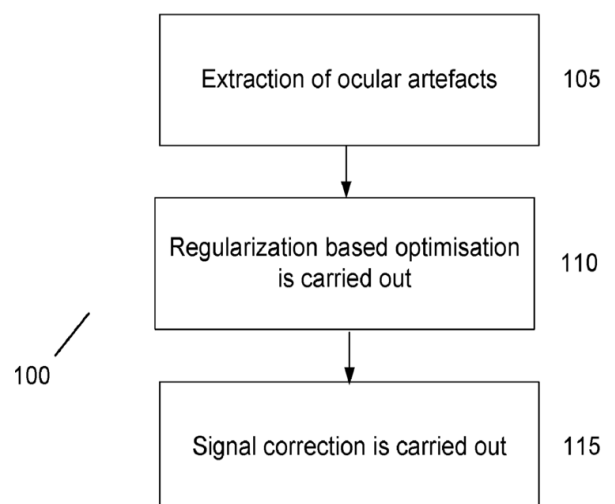 Extraction of ocular artefacts
105
Regularization based optimisation
is carried out
110
100
Signal correction is carried out
115